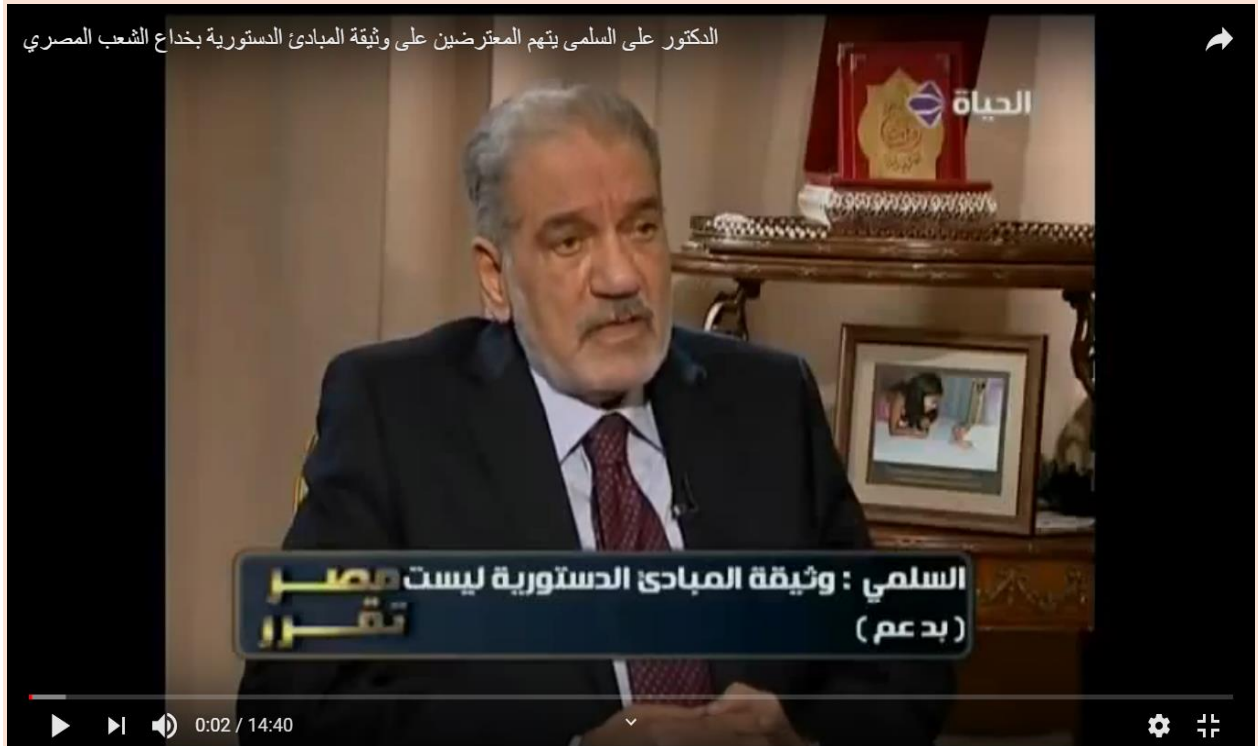 الدكتور على السلمى يتهم المعترضين على وثيقة المبادئ الدستورية بخداع الشعب المصري
الحياة
السلمي : وثيقة المبادئ الدستورية ليست
( بدعم )
مصر
تقرر
0:02 / 14:40